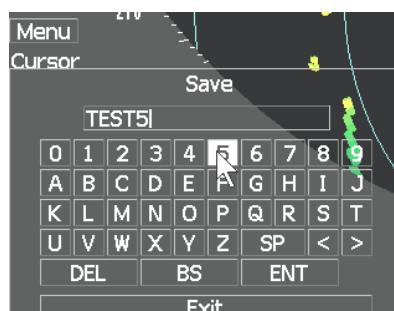 Menu
Cursor
Save
TEST5
0 1 2 3 4 5 6 7 8 9
A B C D E F G H I J
K L M N O P Q R S T
U V W X Y Z SP < >
DEL BS ENT
Exit